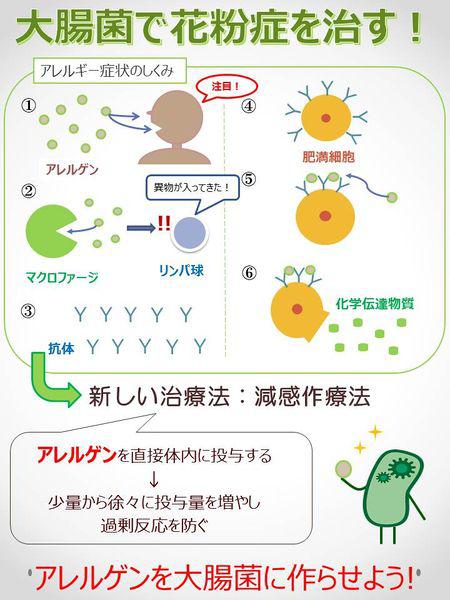 大腸菌で花粉症を治す！
アレルギー症状のしくみ
①
注目！
アレルゲン
②
異物が入ってきた！
!!
マクロファージ
リンパ球
③
抗体
④
肥満細胞
⑤
⑥
化学伝達物質
新しい治療法：減感作療法
アレルゲンを直接体内に投与する
↓
少量から徐々に投与量を増やし
過剰反応を防ぐ
アレルゲンを大腸菌に作らせよう!